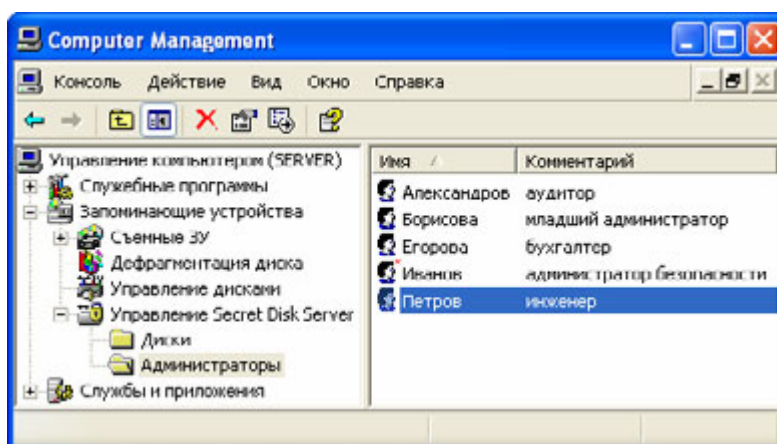 Computer Management
Консоль Действие Вид Окно Справка
Управление компьютером (SERVER)
Служебные программы
Запоминающие устройства
Съемные ЗУ
Дефрагментация диска
Управление дисками
Управление Secret Disk Server
Диски
Администраторы
Службы и приложения
Имя Комментарий
Александров аудитор
Борисова младший администратор
Егорова бухгалтер
Иванов администратор безопасности
Петров инженер